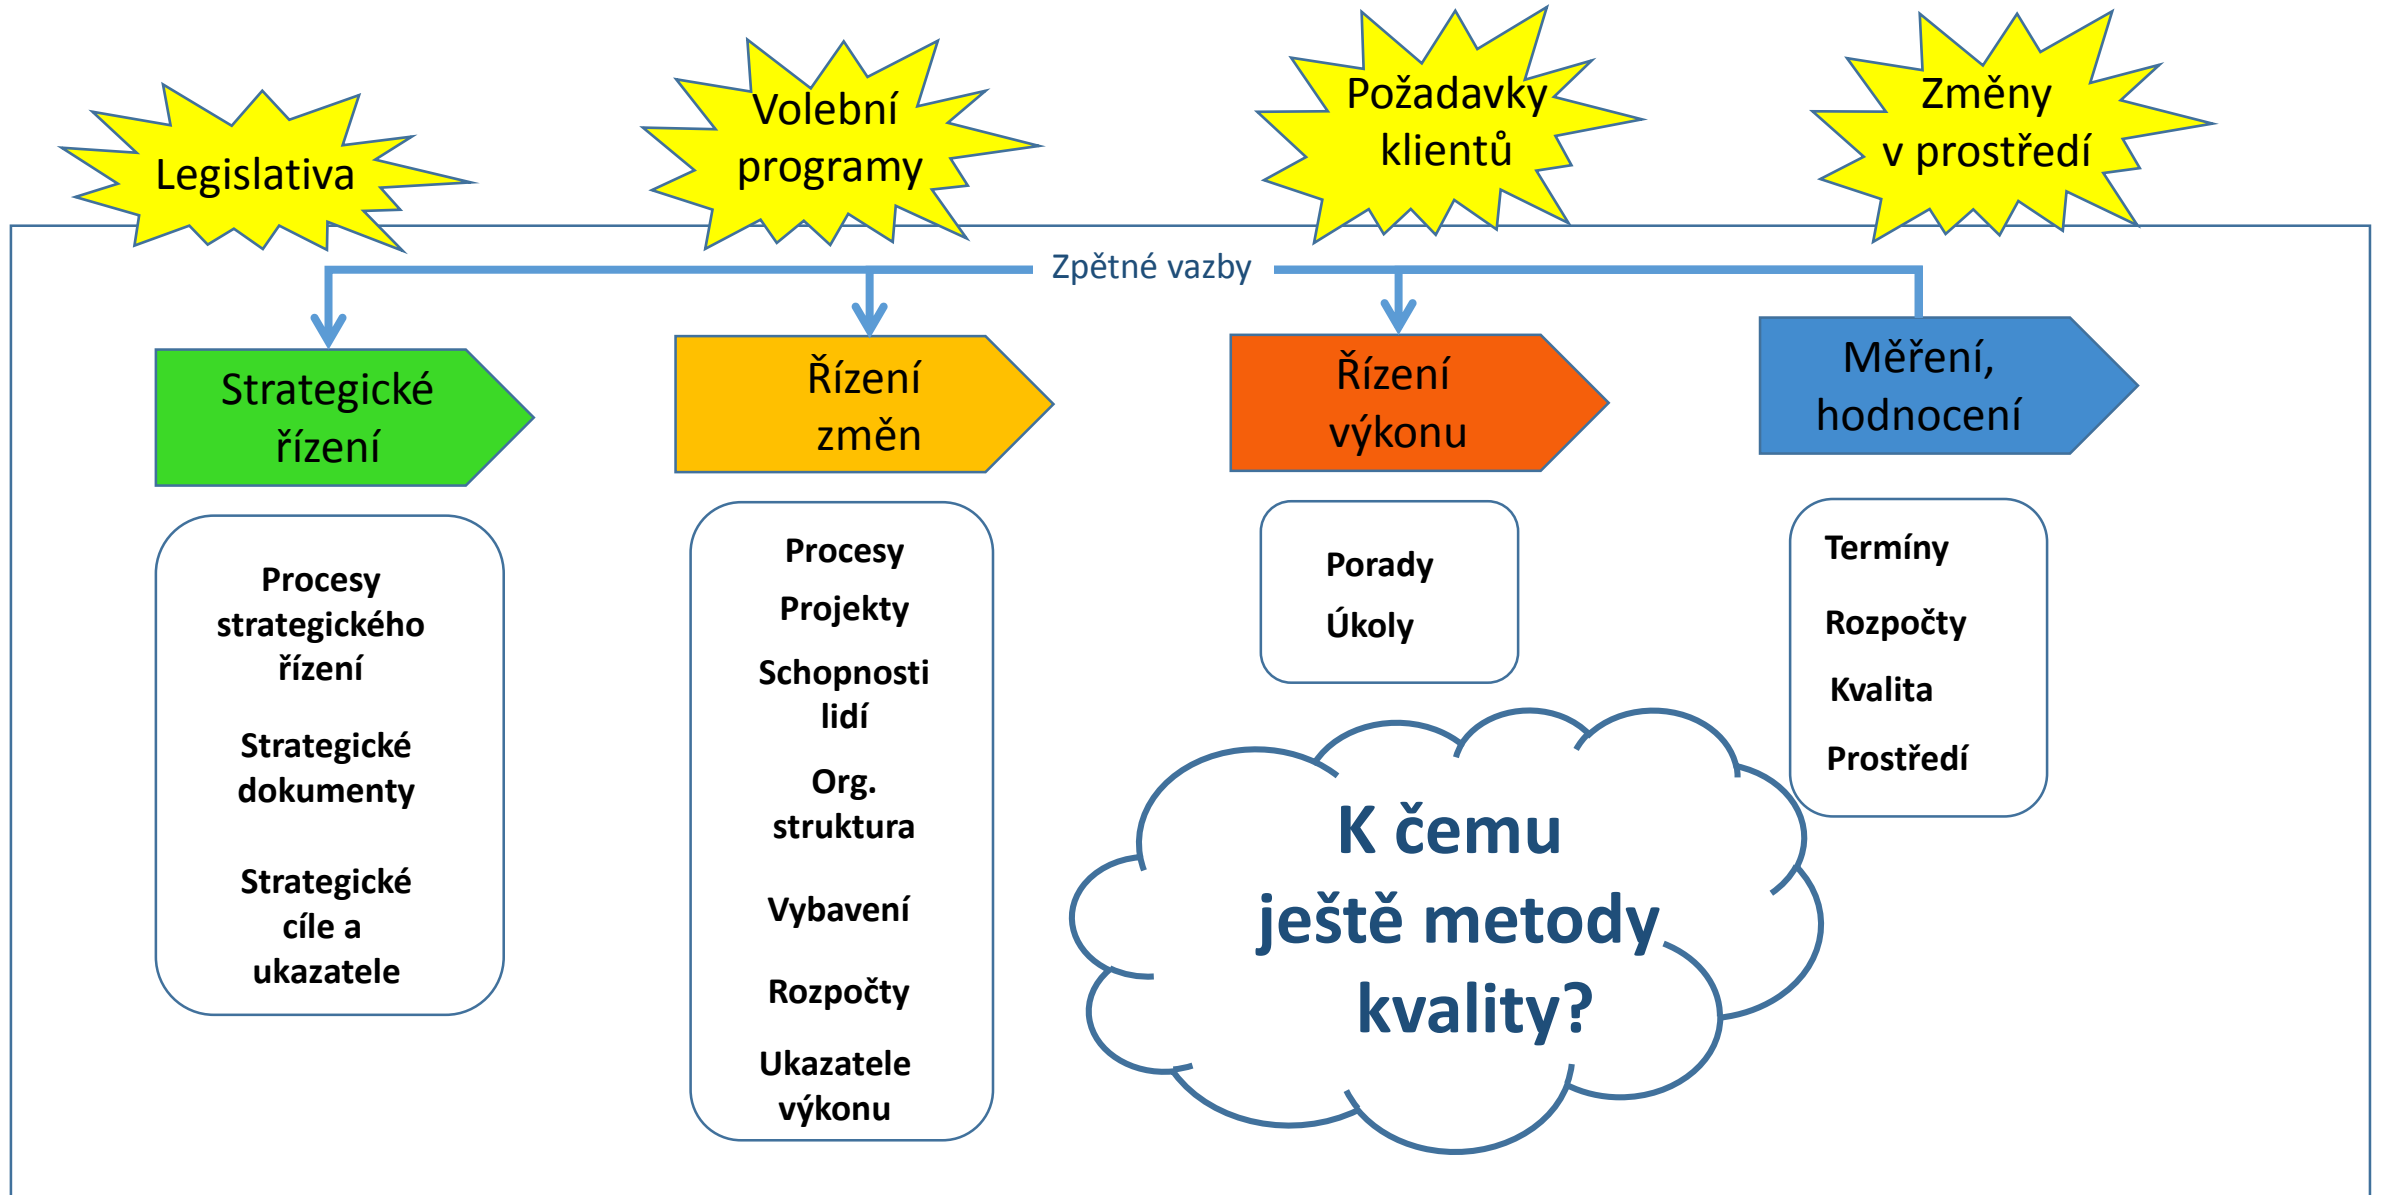 Legislativa
Volební
programy
Požadavky
klientů
Změny
v prostředí
Zpětné vazby
Strategické
řízení
Řízení
změn
Řízení
výkonu
Měření,
hodnocení
Procesy
strategického
řízení
Strategické
dokumenty
Strategické
cíle a
ukazatele
Procesy
Projekty
Schopnosti
lidí
Org.
struktura
Vybavení
Rozpočty
Ukazatele
výkonu
Porady
Úkoly
Termíny
Rozpočty
Kvalita
Prostředí
K čemu
ještě metody
kvality?